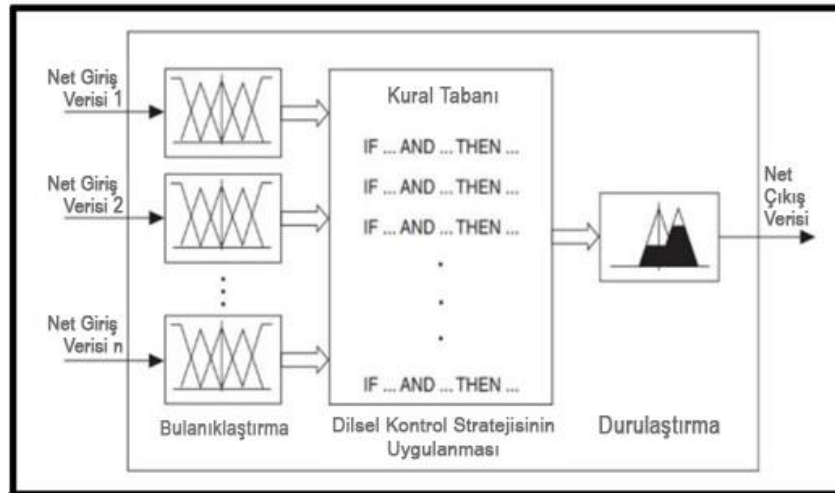 Net Giriş
Verisi 1
Net Giriş
Verisi 2
Net Giriş
Verisi n
Bulanıklaştırma
Kural Tabanı
IF ... AND ... THEN ...
IF ... AND ... THEN ...
IF ... AND ... THEN ...
IF ... AND ... THEN ...
Dilsel Kontrol Stratejisinin
Uygulanması
Durulaştırma
Net
Çıkış
Verisi